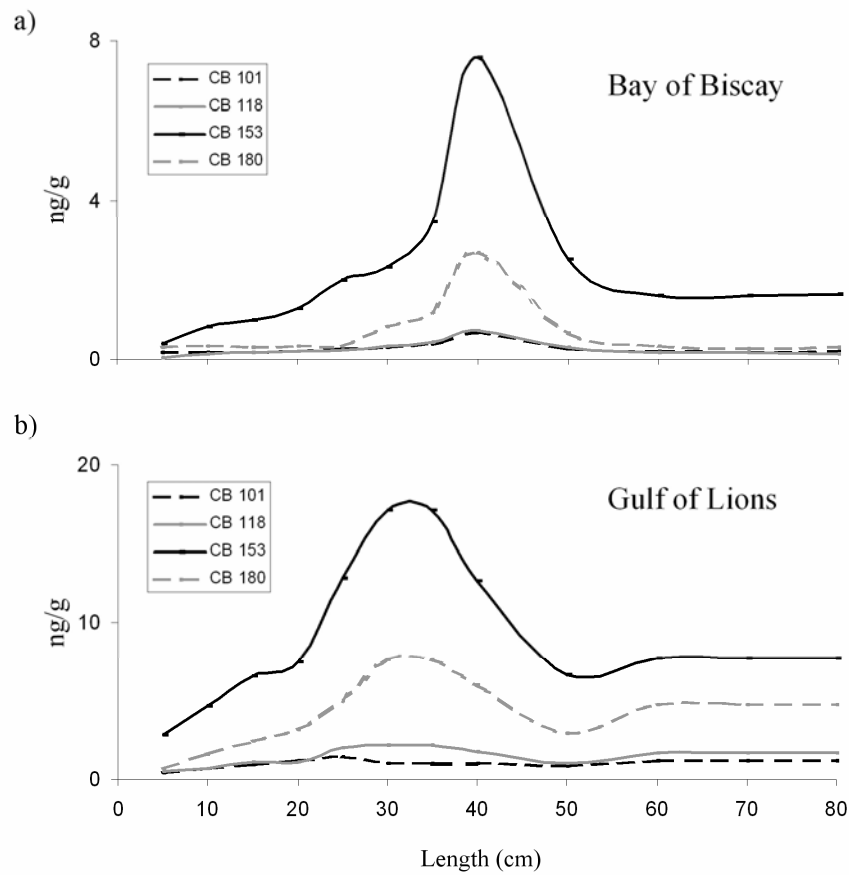 a)
8
4
0
ng/g
CB 101
CB 118
CB 153
CB 180
Bay of Biscay
b)
20
10
0
ng/g
CB 101
CB 118
CB 153
CB 180
Gulf of Lions
0 10 20 30 40 50 60 70 80
Length (cm)